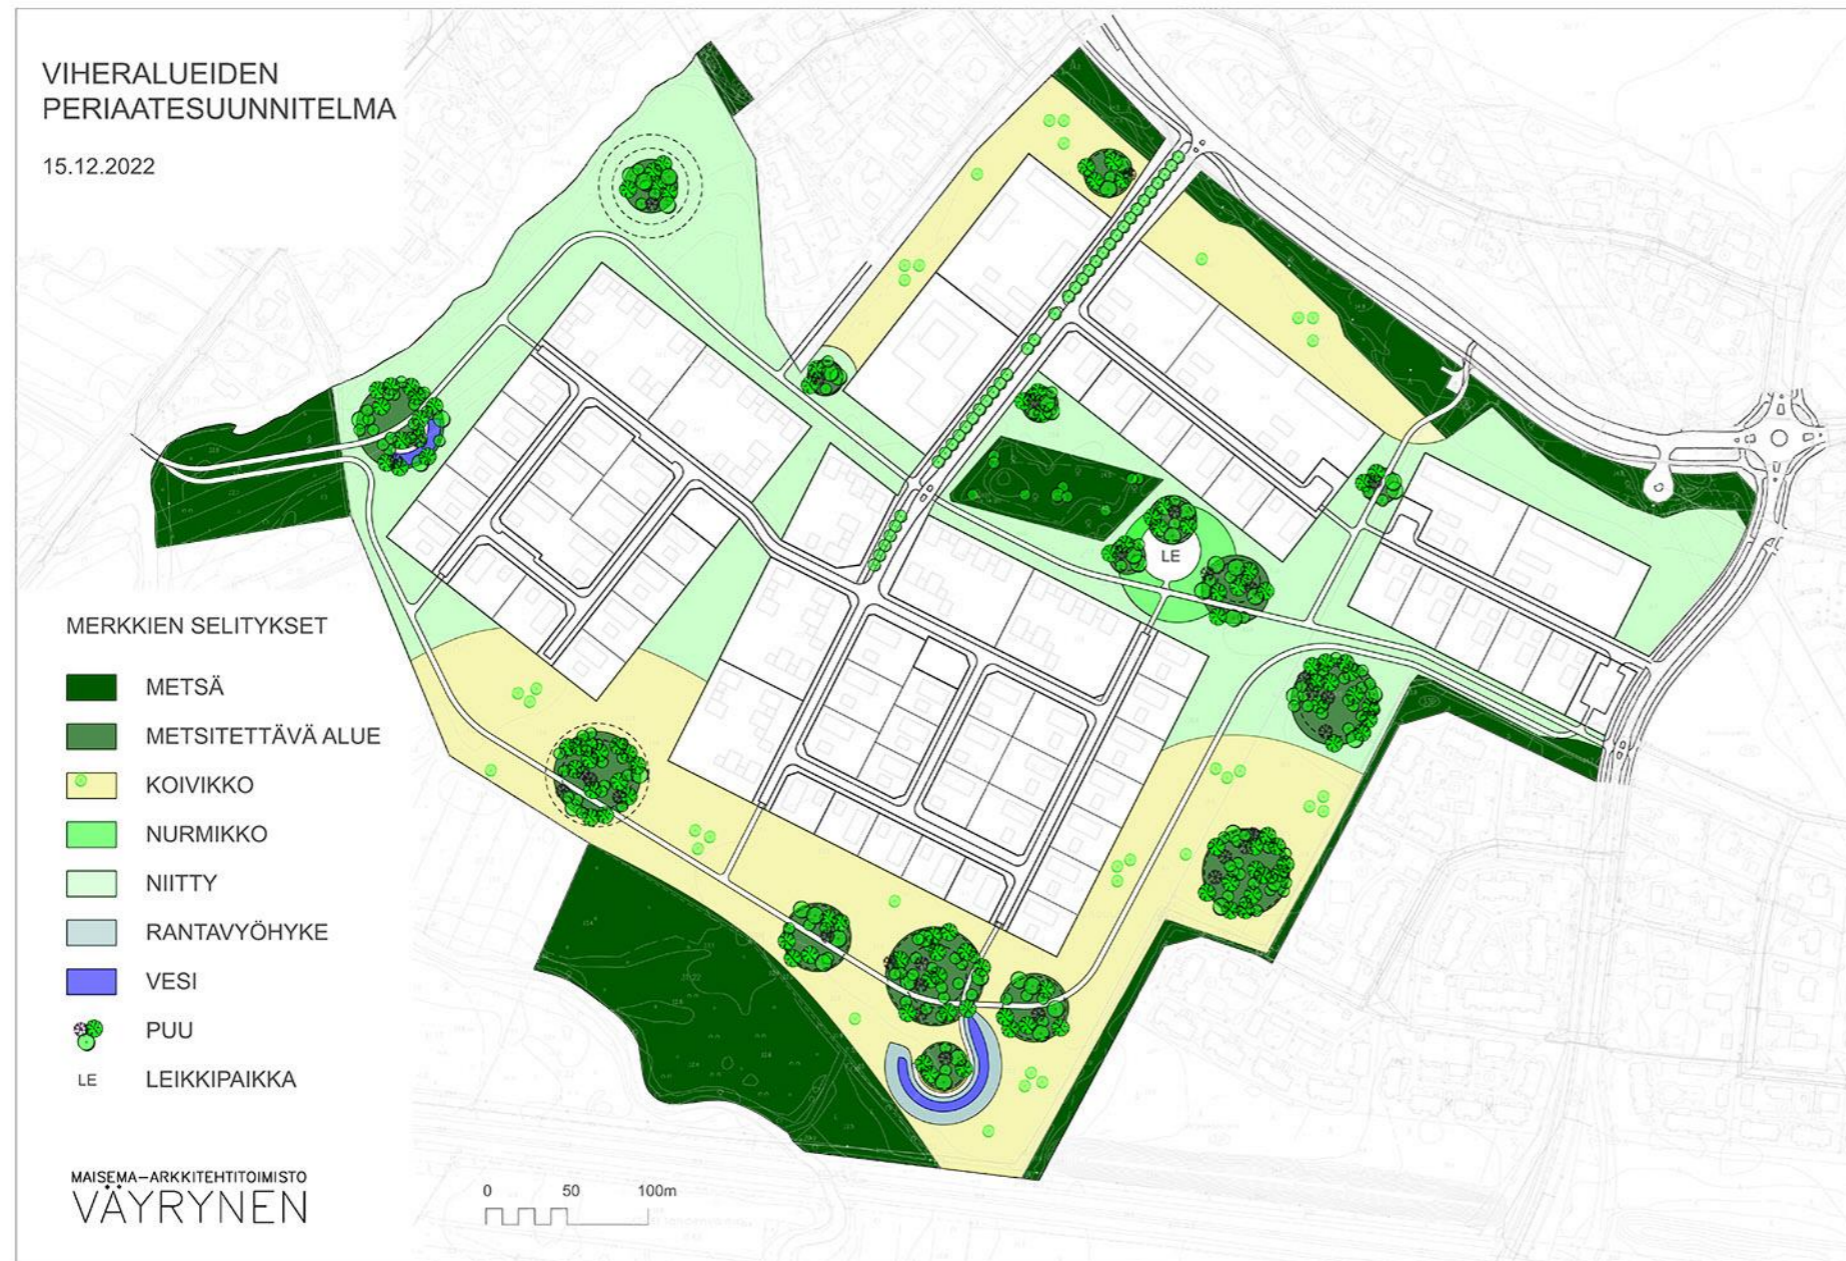 VIHERALUEIDEN
PERIAATESUUNNITELMA
15.12.2022
MERKKIEN SELITYKSET
METSÄ
METSITETTÄVÄ ALUE
KOIVIKKO
NURMIKKO
NIITTY
RANTAVYÖHYKE
VESI
PUU
LE LEIKKIPAIKKA
MAISEMA-ARKKITEHTITOIMISTO
VÄYRYNEN
0 50 100m
LE